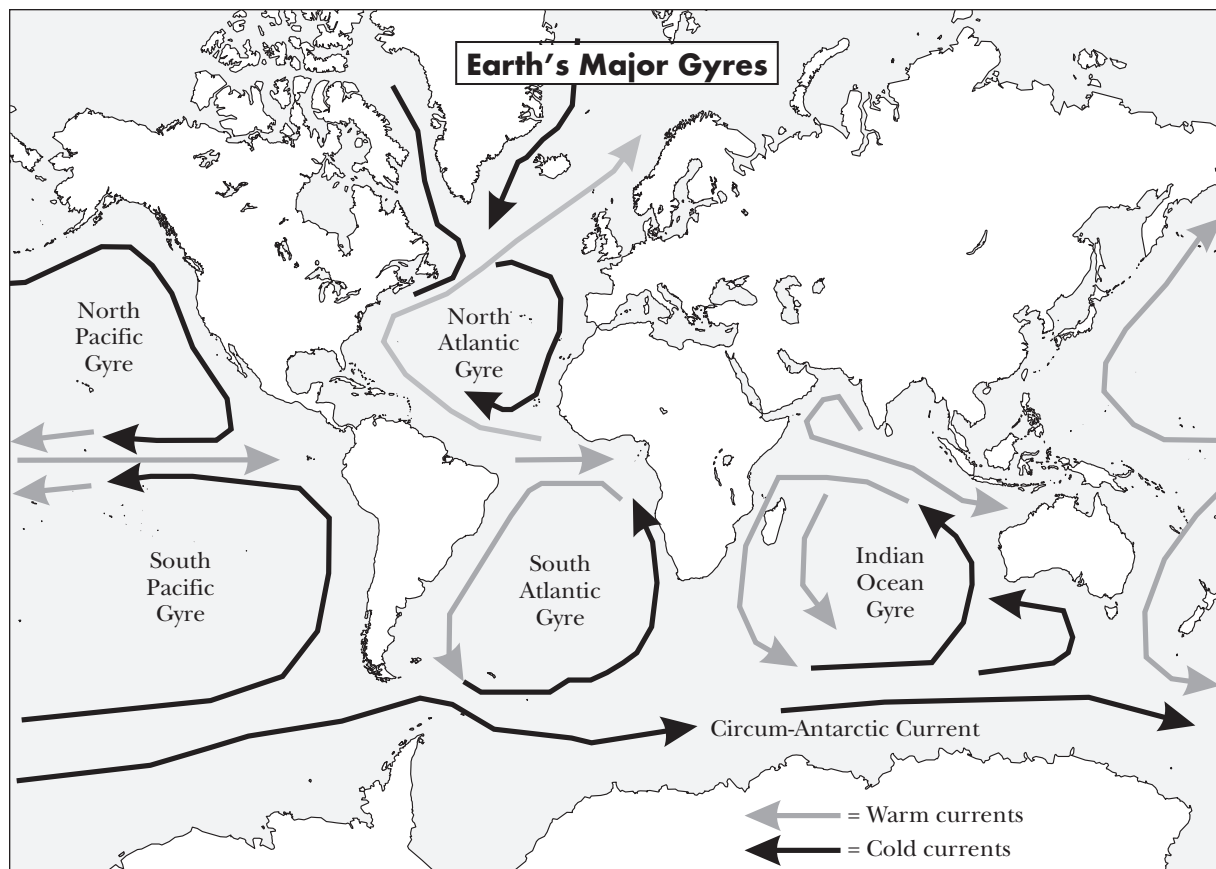 Earth's Major Gyres
North
Pacific
Gyre
North
Atlantic
Gyre
South
Pacific
Gyre
South
Atlantic
Gyre
Indian
Ocean
Gyre
Circum-Antarctic Current
= Warm currents
= Cold currents